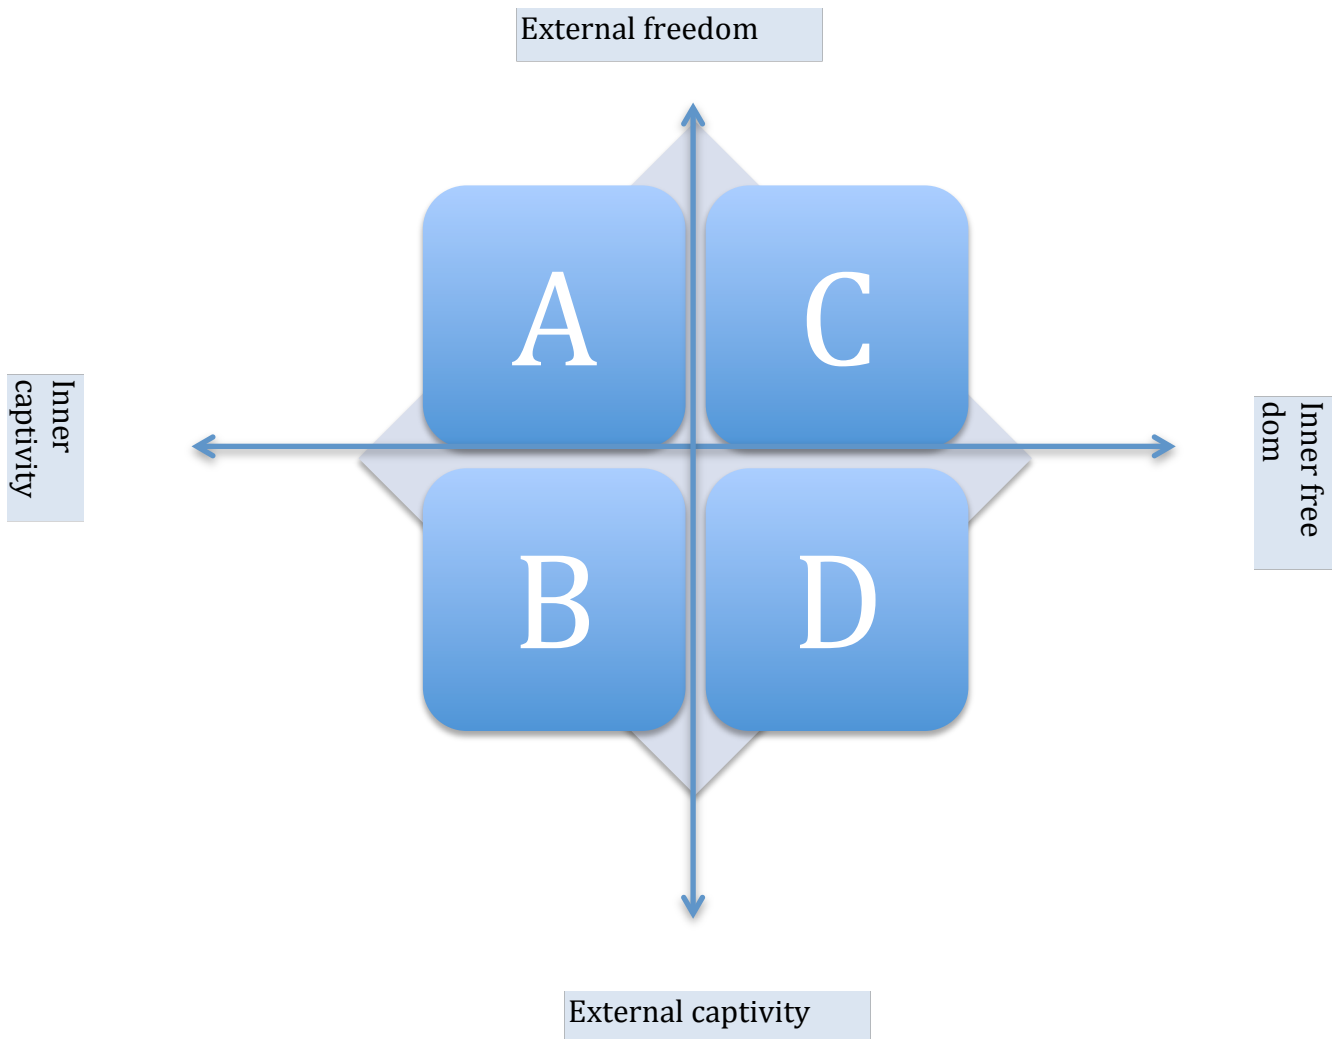 External freedom
A
C
Inner
captivity
Inner free
dom
B
D
External captivity